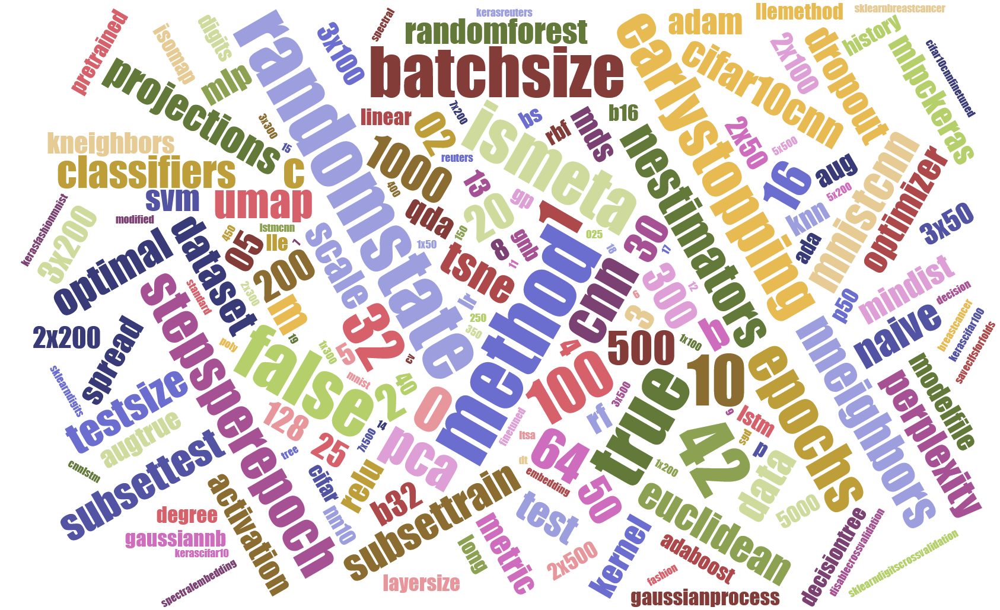 kerasreuters
llemethod
sklearnbreastcancer
pretrained
isomap
digits
randomstate
3x100
spectral
randomforest
earlystopping
adam
history
dropout
2x100
cifar10cnn
mlpckeras
cifar10cnnfinetuned
projections
mlp
batchsize
3x300
15
linear
02
7x200
ismeta
bs
rbf
mds
b16
nestimators
2x50
5x500
kneighbors
classifiers
c
1000
reuters
400
13
gp
16
aug
5x200
mnistcnn
optimizer
svm
umap
modified
lstmcnn
kerasfashionmnist
3x200
dataset
450
05
lle
7
scale
qda
1x50
150
20
8
gnb
11
1
025
18
30
17
knn
ada
3x50
optimal
200
m
tsne
method
cnn
300
12
6
3
p50
mindist
decision
stepsperepoch
standard
2x300
32
lr
250
350
naive
breastcancer
kerascifar100
saveclfsforfolds
2x200
spread
poly
false
19
1x300
5
cv
mnist
4
500
1x100
b
10
nneighbors
sklearndigits
testsize
augtrue
128
25
2
40
0
100
3x500
true
epochs
perplexity
modelfile
14
7x500
tree
pca
finetuned
rf
ltsa
42
9
lstm
sgd
p
cnnlstm
subsettest
activation
cifar
relu
dt
64
embedding
1x200
data
degree
gaussiannb
kerascifar10
nn10
b32
subsettrain
test
50
euclidean
5000
long
metric
2x500
kernel
adaboost
decisiontree
disablecrossvalidation
sklearndigitscrossvalidation
spectralembedding
layersize
fashion
gaussianprocess